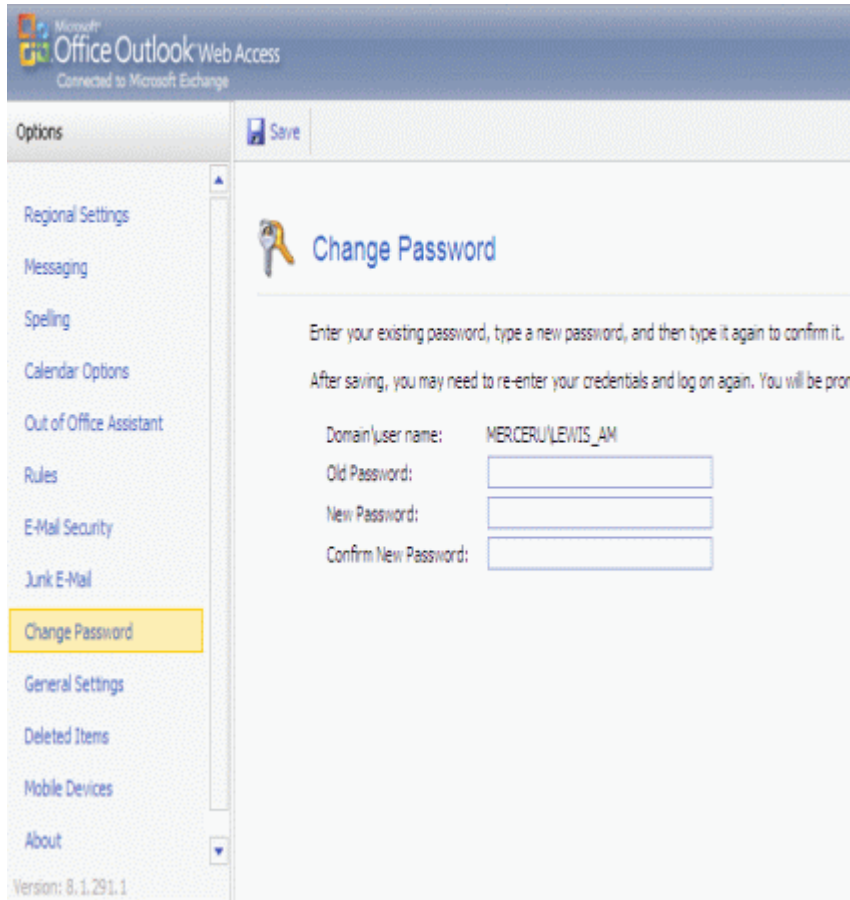 Microsoft
Office Outlook Web Access
Connected to Microsoft Exchange
Options
Save
Regional Settings
Messaging
Spelling
Calendar Options
Out of Office Assistant
Rules
E-Mail Security
Junk E-Mail
Change Password
General Settings
Deleted Items
Mobile Devices
About
Version: 8.1.291.1
Change Password
Enter your existing password, type a new password, and then type it again to confirm it.
After saving, you may need to re-enter your credentials and log on again. You will be pro
Domain\user name: MERCERU\LEWIS_AM
Old Password:
New Password:
Confirm New Password: